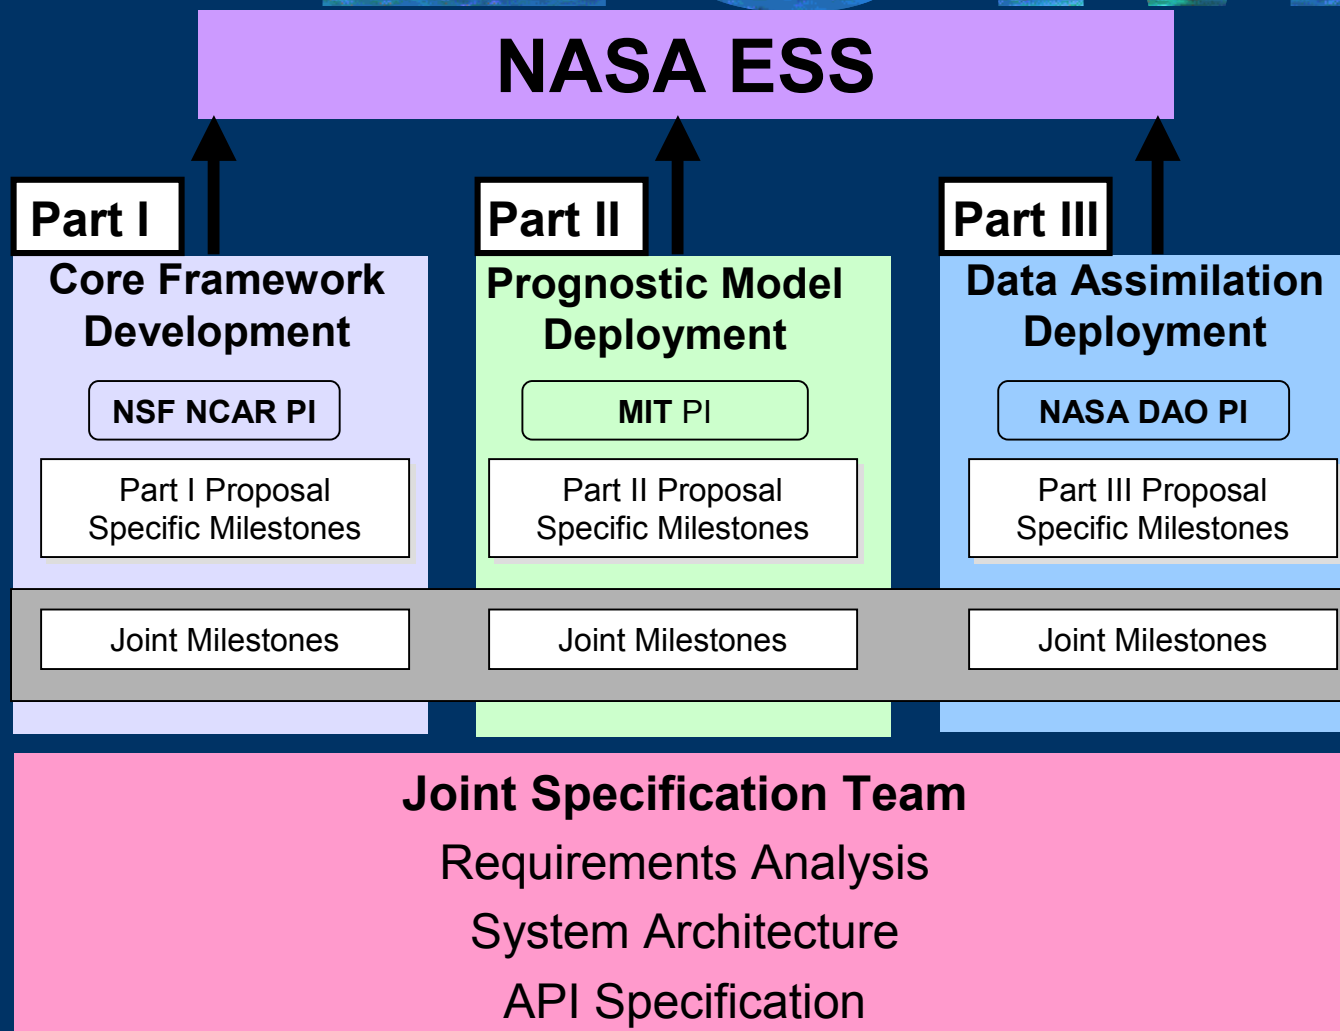 NASA ESS
Part I
Core Framework
Development
NSF NCAR PI
Part I Proposal
Specific Milestones
Joint Milestones
Part II
Prognostic Model
Deployment
MIT PI
Part II Proposal
Specific Milestones
Joint Milestones
Part III
Data Assimilation
Deployment
NASA DAO PI
Part III Proposal
Specific Milestones
Joint Milestones
Joint Specification Team
Requirements Analysis
System Architecture
API Specification